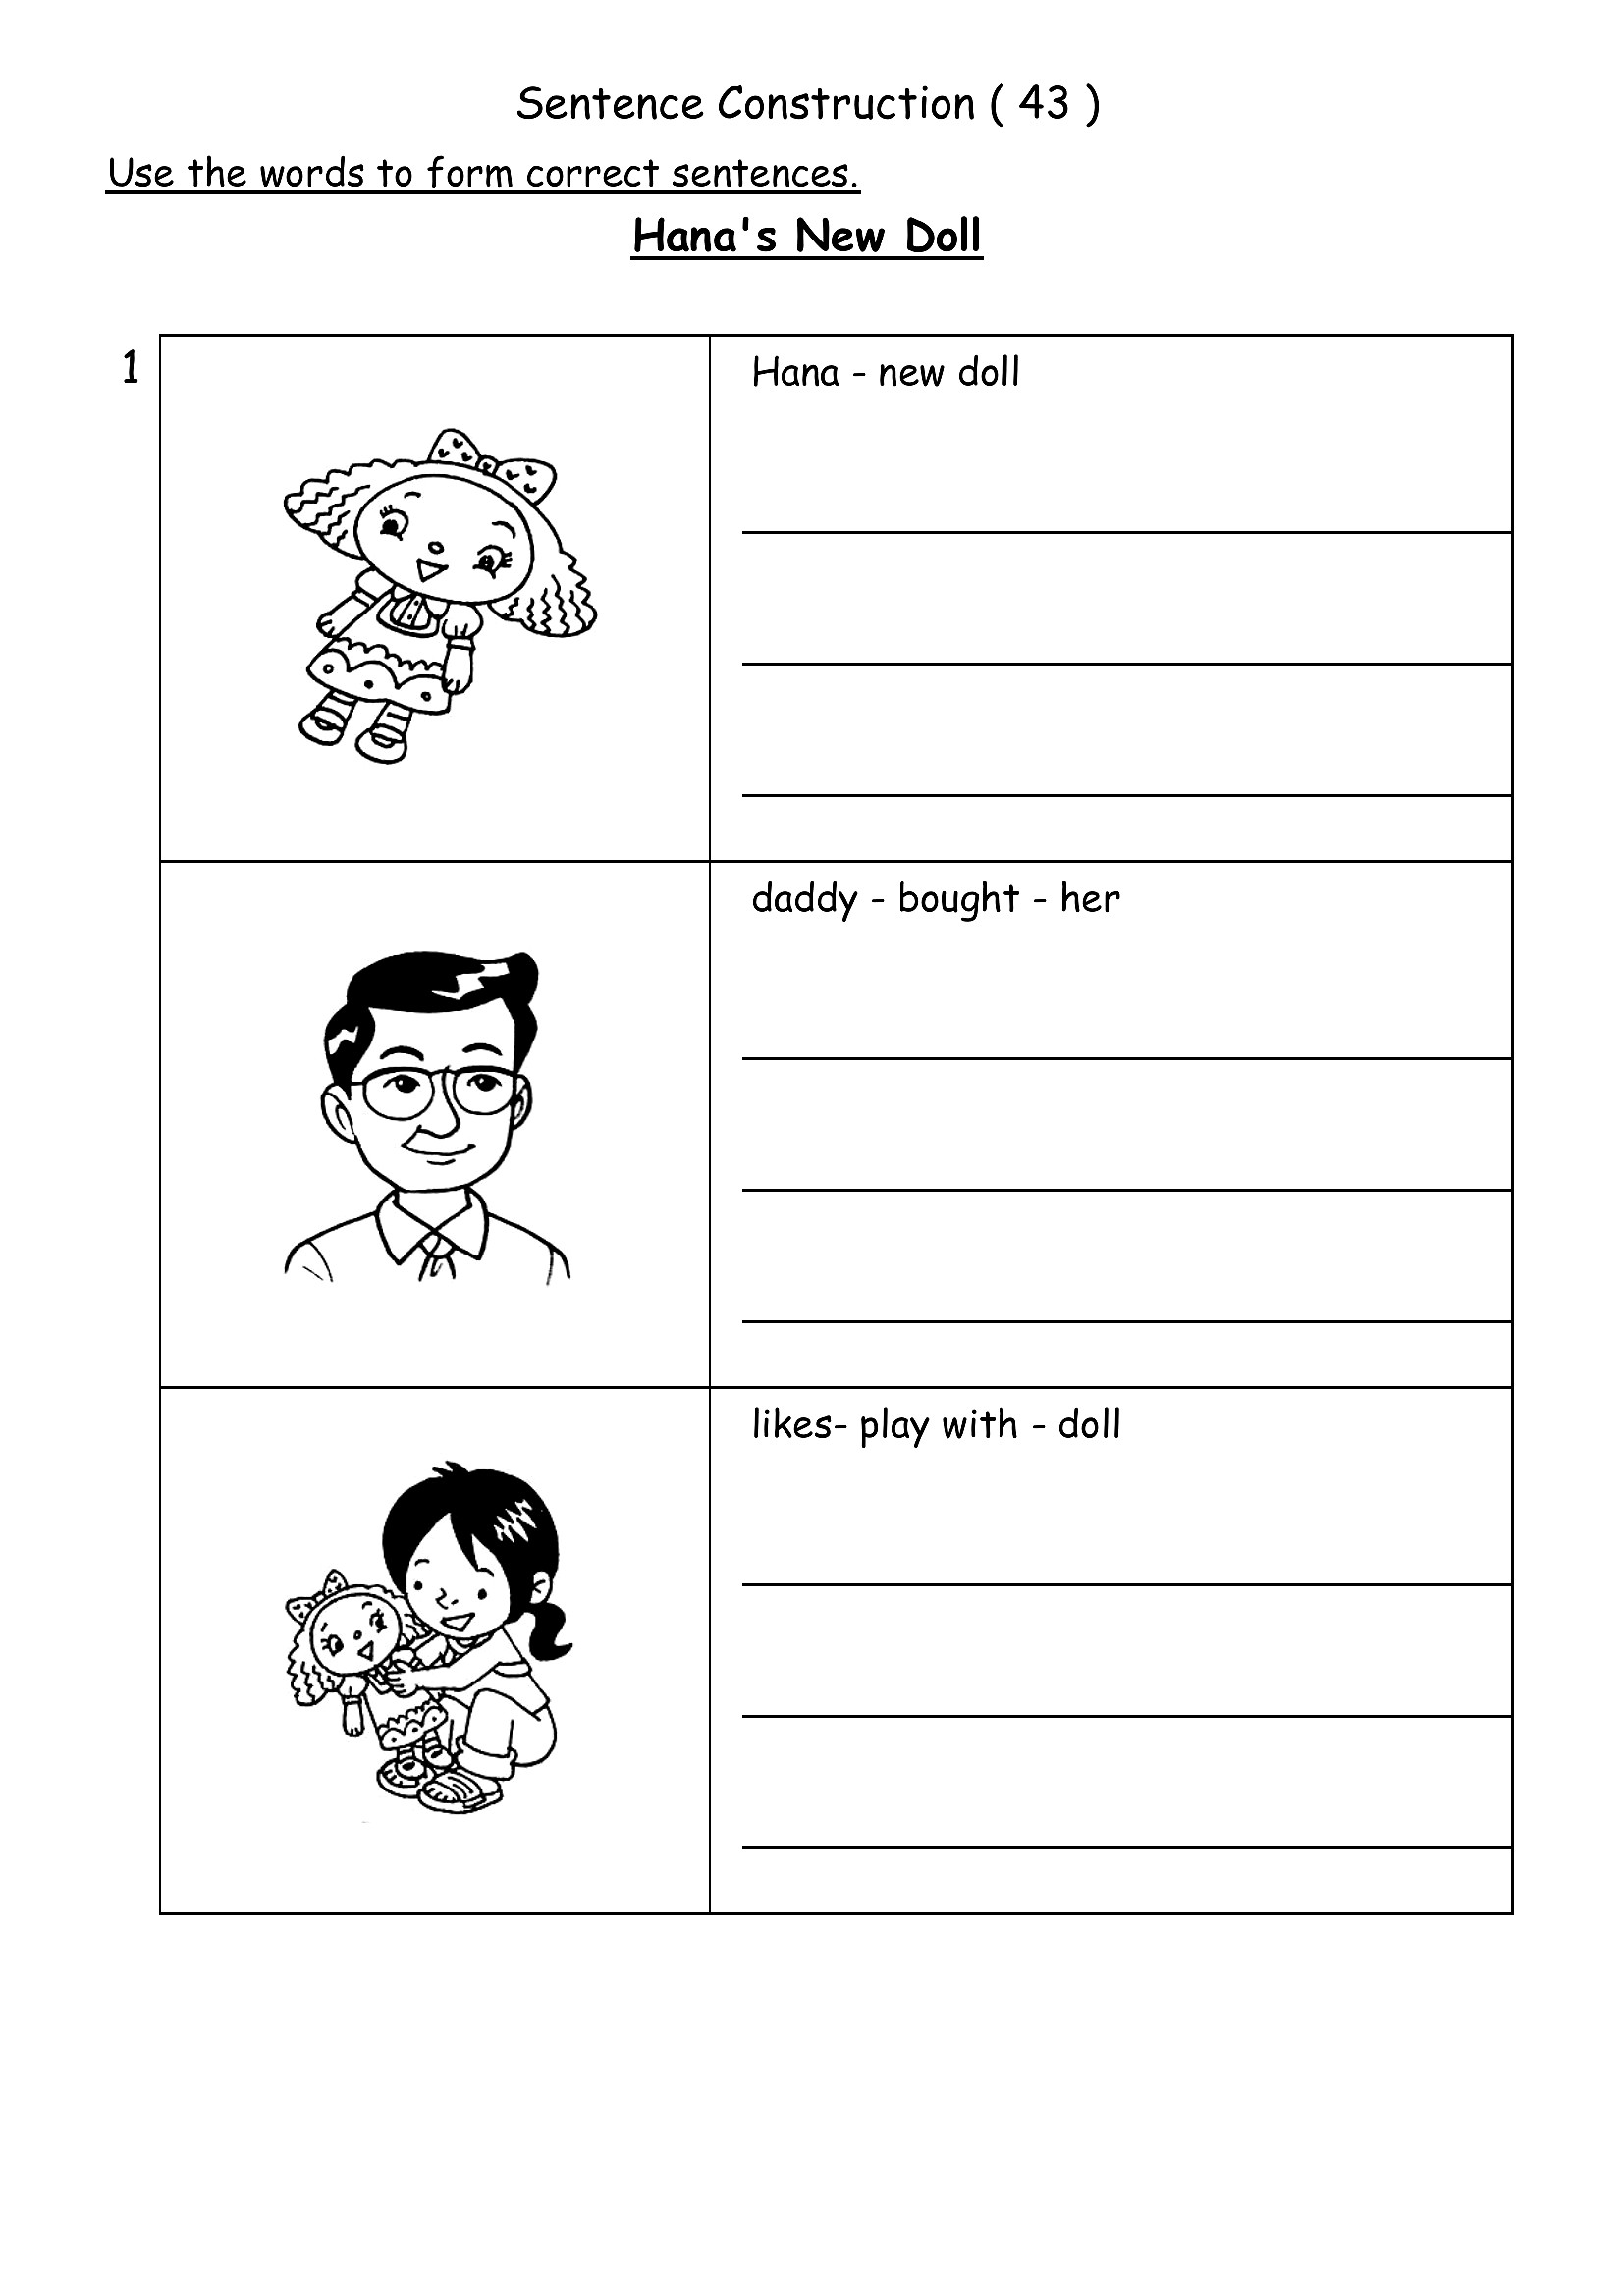 Sentence Construction ( 43 )
Use the words to form correct sentences.
Hana's New Doll
1
Hana - new doll
daddy - bought - her
likes- play with - doll